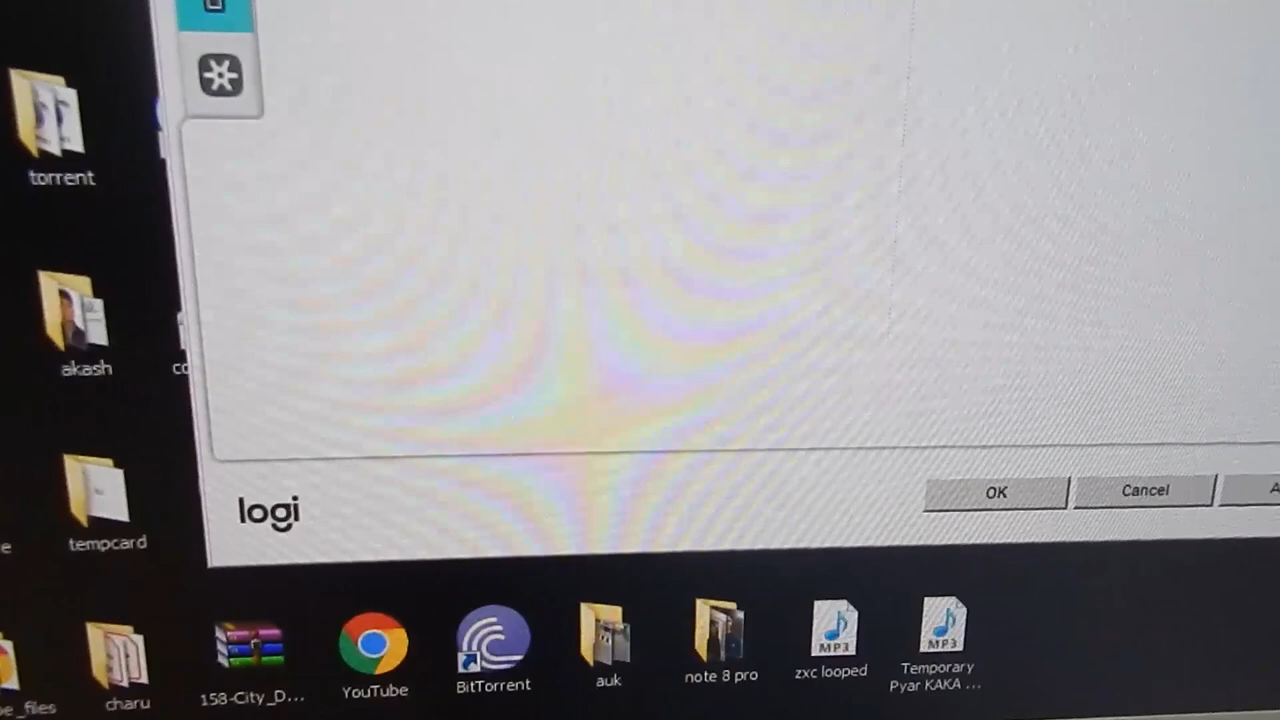 torrent
akash
tempcard
logi
OK
Cancel
charu
158-City_D...
YouTube
BitTorrent
auk
note 8 pro
MP3
zxc looped
MP3
Temporary
Pyar KAKA ...